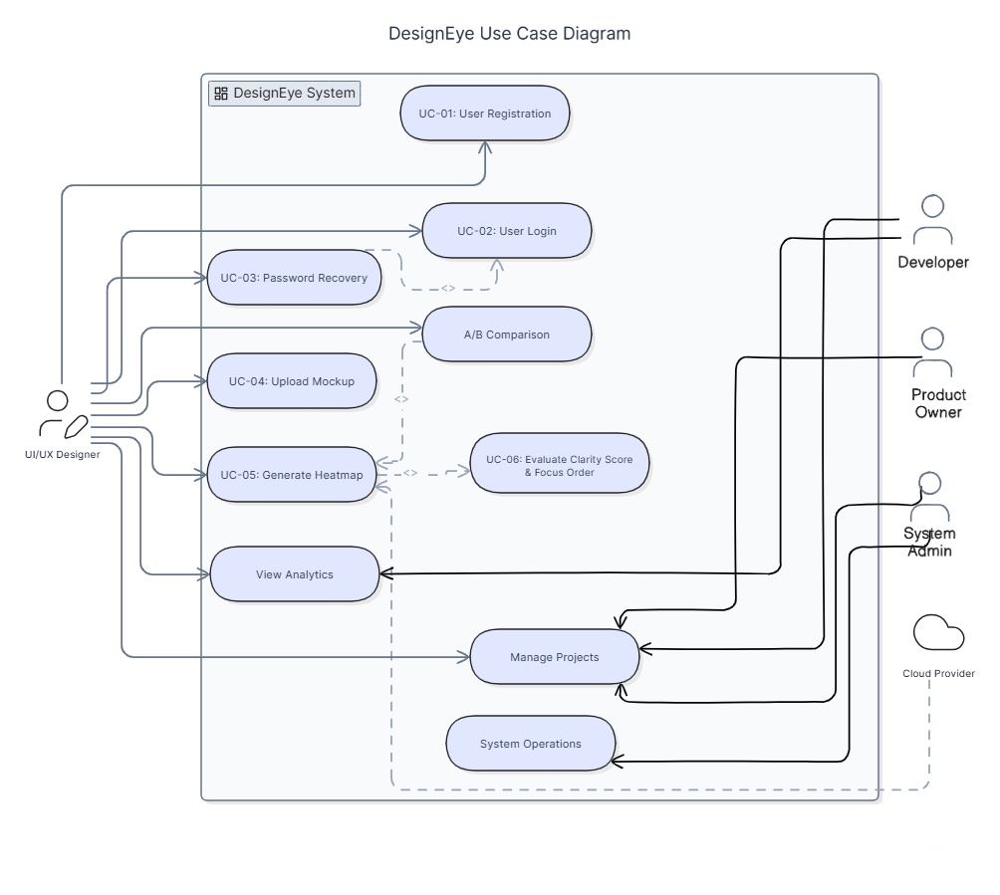 DesignEye Use Case Diagram
DesignEye System
UC-01: User Registration
UC-02: User Login
UC-03: Password Recovery
<>
A/B Comparison
UC-04: Upload Mockup
<>
UC-05: Generate Heatmap
<>
UC-06: Evaluate Clarity Score
& Focus Order
View Analytics
Manage Projects
System Operations
UI/UX Designer
Developer
Product
Owner
System
Admin
Cloud Provider